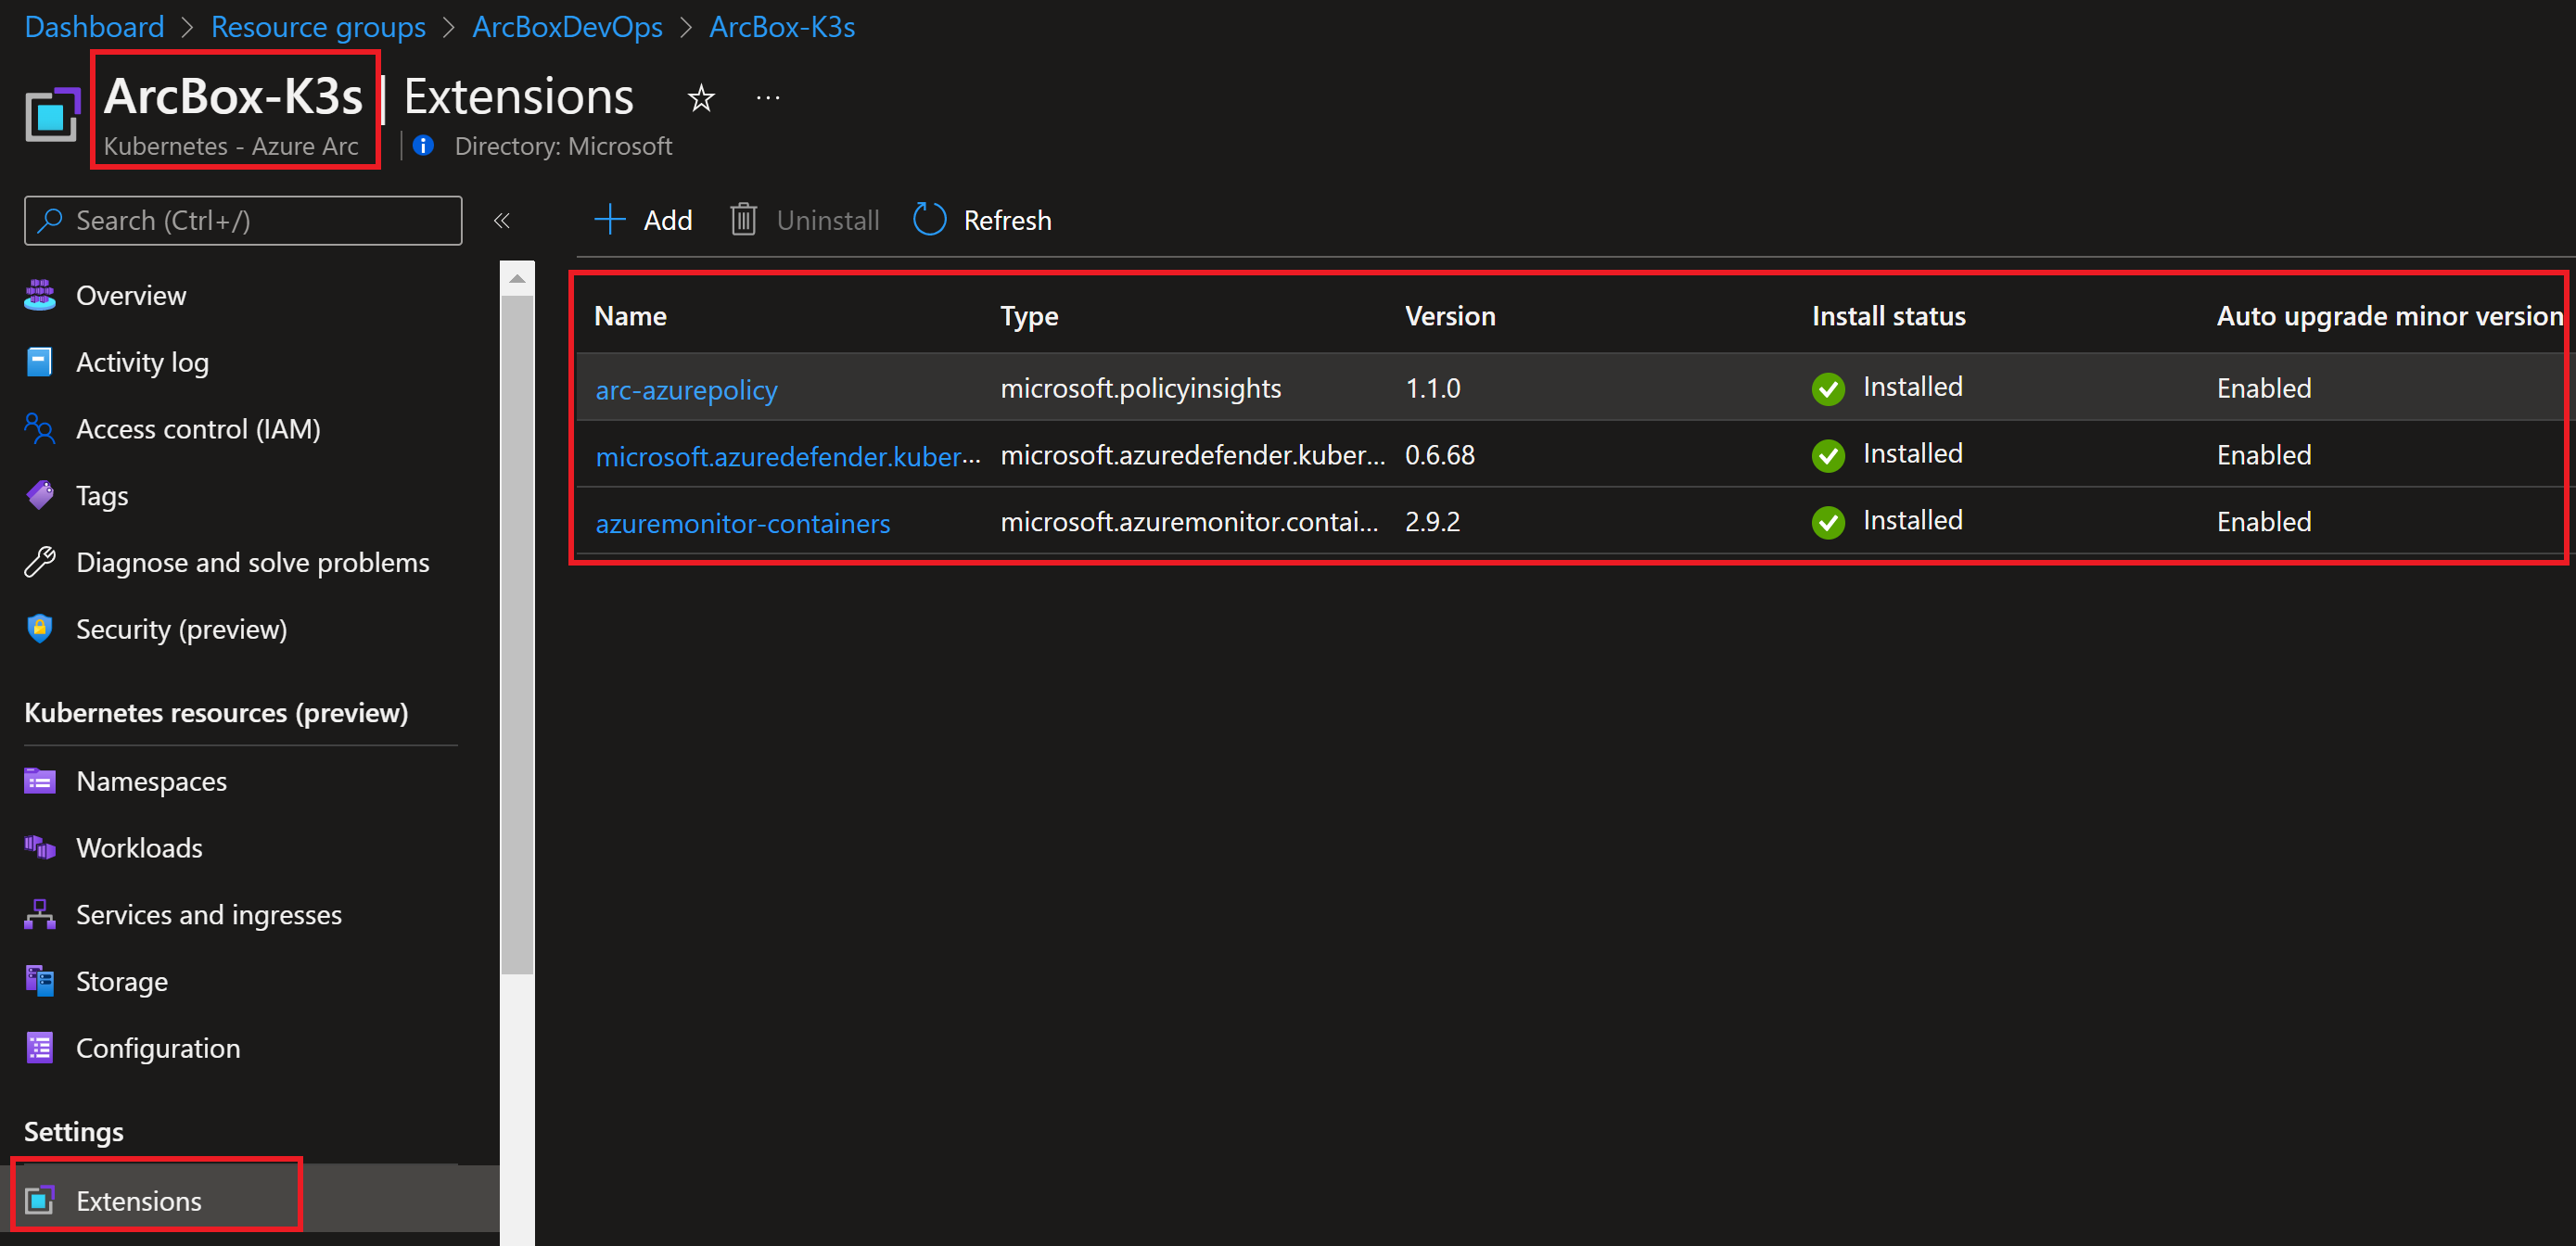 Dashboard > Resource groups > ArcBoxDevOps > ArcBox-K3s
ArcBox-K3s | Extensions ...
Kubernetes - Azure Arc | Directory: Microsoft
Search (Ctrl+/) «
Add Uninstall Refresh
Overview
Activity log
Access control (IAM)
Tags
Diagnose and solve problems
Security (preview)
Kubernetes resources (preview)
Namespaces
Workloads
Services and ingresses
Storage
Configuration
Settings
Extensions
Name Type Version Install status Auto upgrade minor version
arc-azurepolicy microsoft.policyinsights 1.1.0 Installed Enabled
microsoft.azuredefender.kuber... microsoft.azuredefender.kuber... 0.6.68 Installed Enabled
azuremonitor-containers microsoft.azuremonitor.contai... 2.9.2 Installed Enabled